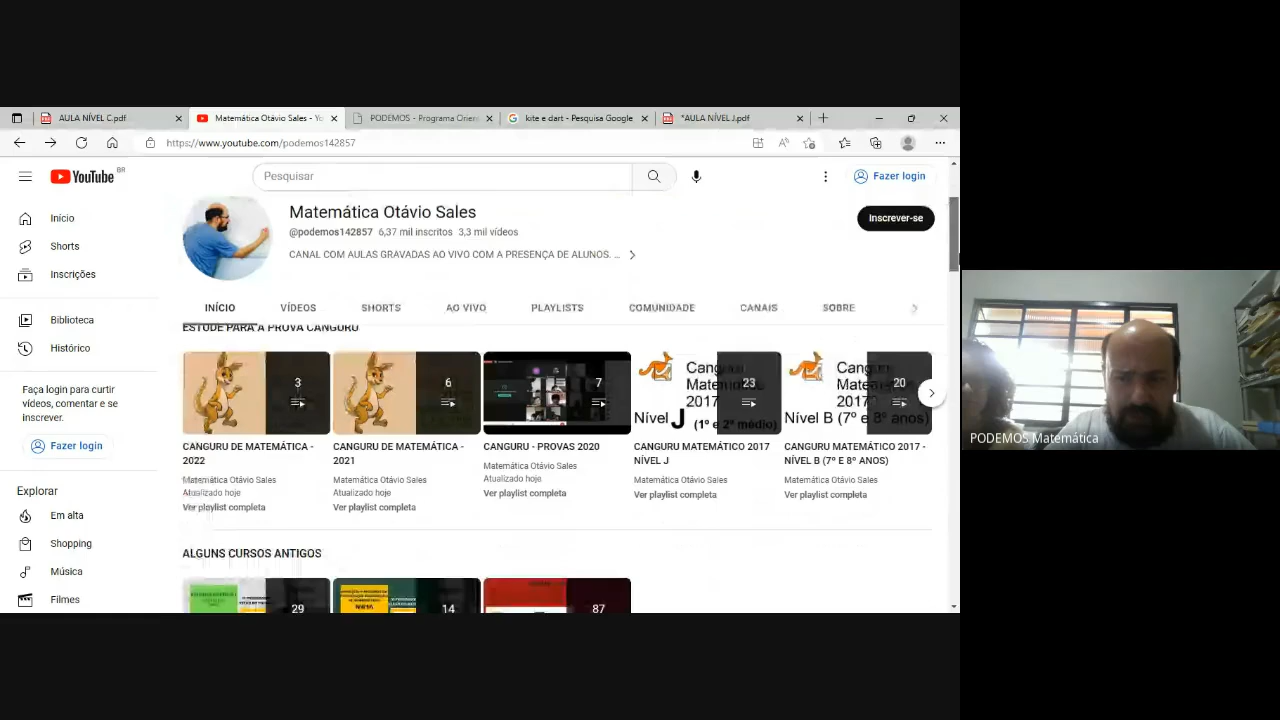 AULA NÍVEL C.pdf
Matemática Otávio Sales - Yo
PODEMOS - Programa Orien
kite e dart - Pesquisa Google
*AULA NÍVEL J.pdf
https://www.youtube.com/podemos142857
YouTube BR
Pesquisar
Fazer login
Início
Shorts
Inscrições
Biblioteca
Histórico
Faça login para curtir
vídeos, comentar e se
inscrever.
Fazer login
Explorar
Em alta
Shopping
Música
Filmes
Matemática Otávio Sales
@podemos142857 6,37 mil inscritos 3,3 mil vídeos
CANAL COM AULAS GRAVADAS AO VIVO COM A PRESENÇA DE ALUNOS. ...
Inscrever-se
INÍCIO VÍDEOS SHORTS AO VIVO PLAYLISTS COMUNIDADE CANAIS SOBRE
ESTUDE PARA A PROVA CANGURU
3
CANGURU DE MATEMÁTICA -
2022
Matemática Otávio Sales
Atualizado hoje
Ver playlist completa
6
CANGURU DE MATEMÁTICA -
2021
Matemática Otávio Sales
Atualizado hoje
Ver playlist completa
7
CANGURU - PROVAS 2020
Matemática Otávio Sales
Atualizado hoje
Ver playlist completa
2017
Nível J (1º e 2º médio)
23
CANGURU MATEMÁTICO 2017
NÍVEL J
Matemática Otávio Sales
Ver playlist completa
2017
Nível B (7º e 8º anos)
20
CANGURU MATEMÁTICO 2017 -
NÍVEL B (7º E 8º ANOS)
Matemática Otávio Sales
Ver playlist completa
ALGUNS CURSOS ANTIGOS
29
14
87
PODEMOS Matemática